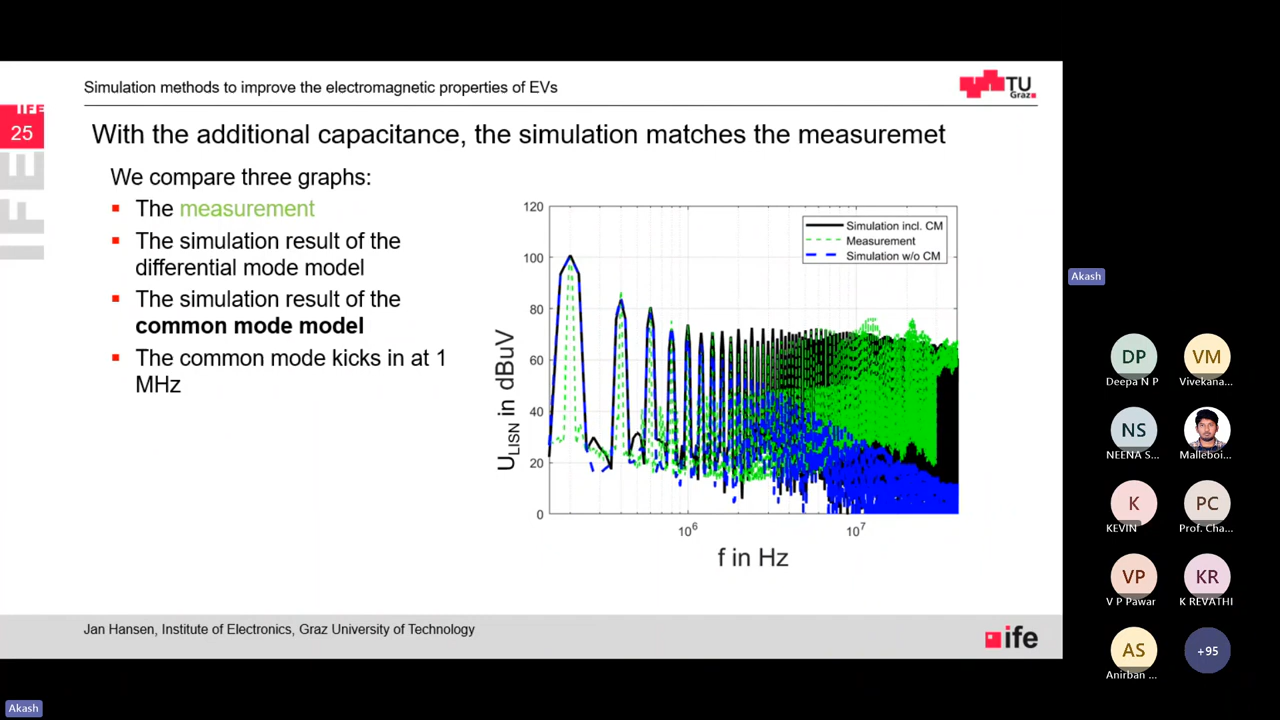 Simulation methods to improve the electromagnetic properties of EVs
TU
Graz
IFE
25
IFE
With the additional capacitance, the simulation matches the measuremet
We compare three graphs:
The measurement
The simulation result of the
differential mode model
The simulation result of the
common mode model
The common mode kicks in at 1
MHz
120
100
80
60
40
20
0
U_LISN in dBuV
Simulation incl. CM
Measurement
Simulation w/o CM
10^6
10^7
f in Hz
Jan Hansen, Institute of Electronics, Graz University of Technology
ife
Akash
DP
Deepa N P
VM
Vivekana...
NS
NEENA S...
Malleboi...
K
KEVIN
PC
Prof. Cha...
VP
V P Pawar
KR
K REVATHI
AS
Anirban ...
+95
Akash